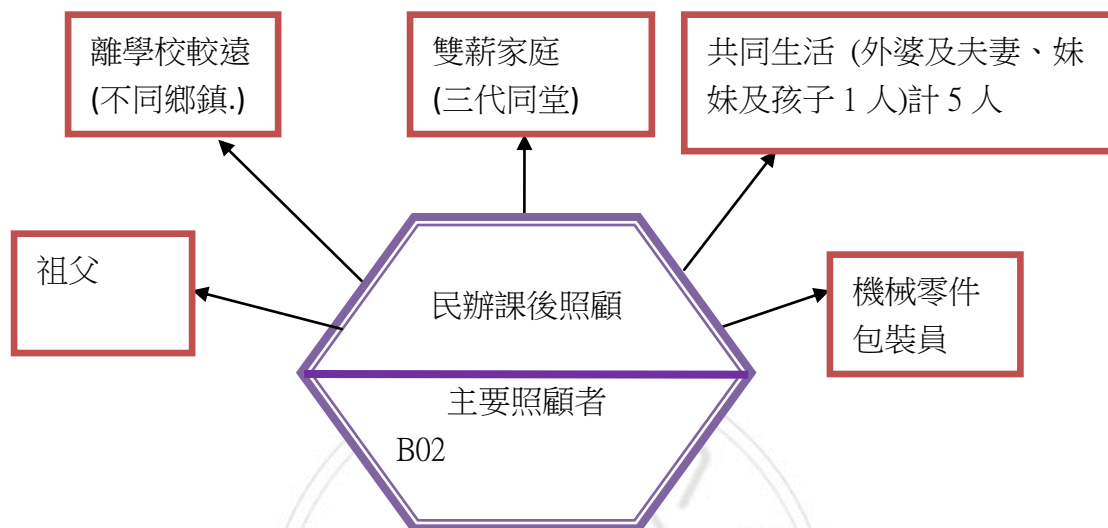 離學校較遠
(不同鄉鎮.)
雙薪家庭
(三代同堂)
共同生活 (外婆及夫妻、妹
妹及孩子 1 人)計 5 人
祖父
民辦課後照顧
機械零件
包裝員
主要照顧者
B02